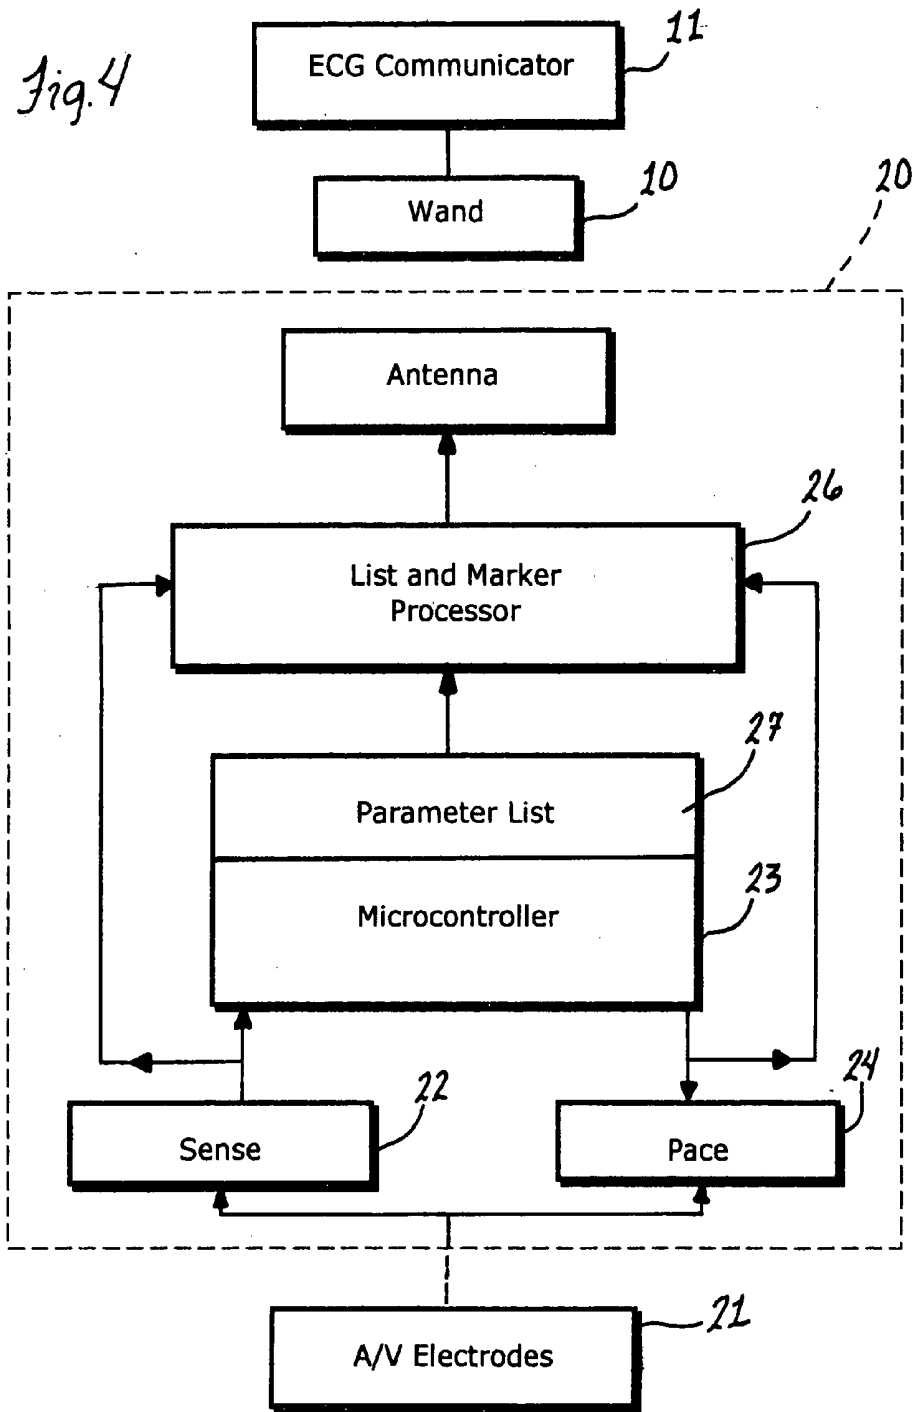 Fig. 4
ECG Communicator
11
Wand
10
20
Antenna
26
List and Marker
Processor
27
Parameter List
23
Microcontroller
22
Sense
24
Pace
21
A/V Electrodes